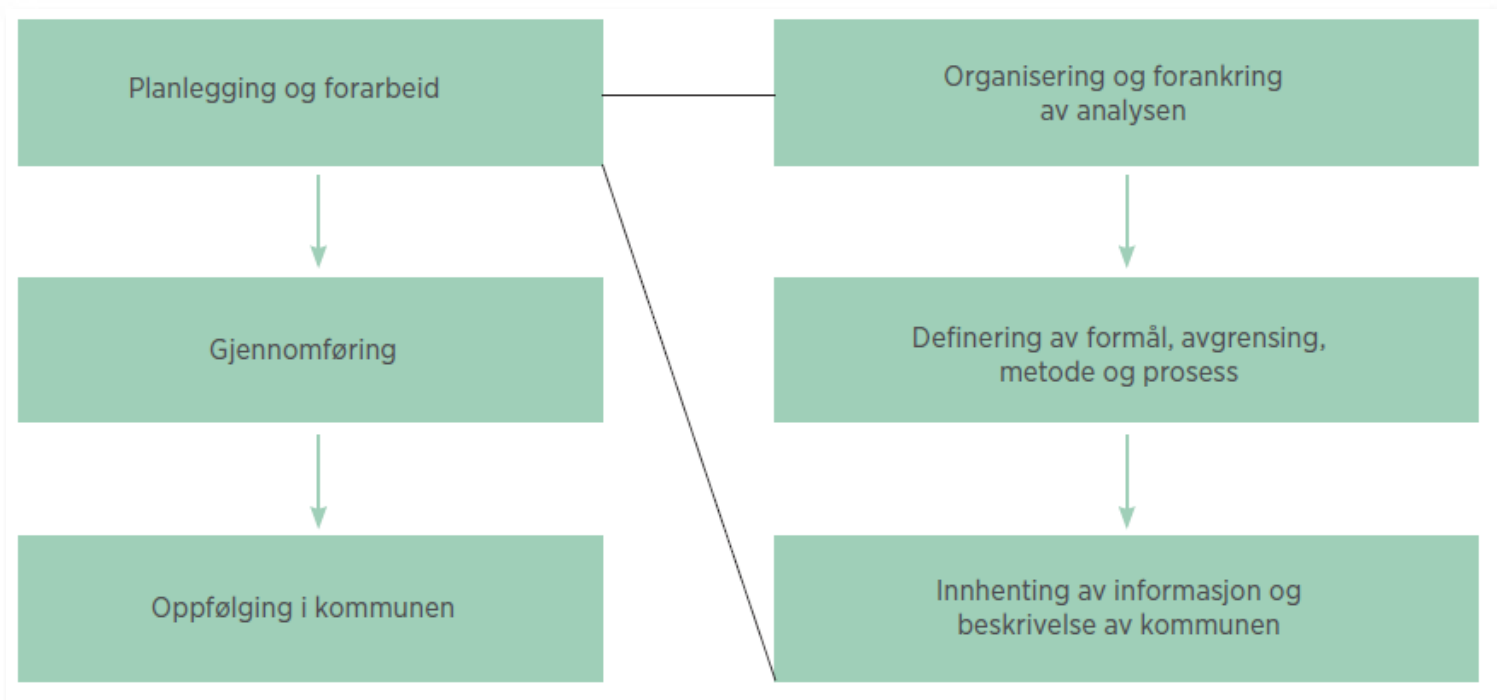 Planlegging og forarbeid
Gjennomføring
Oppfølging i kommunen
Organisering og forankring
av analysen
Definering av formål, avgrensing,
metode og prosess
Innhenting av informasjon og
beskrivelse av kommunen